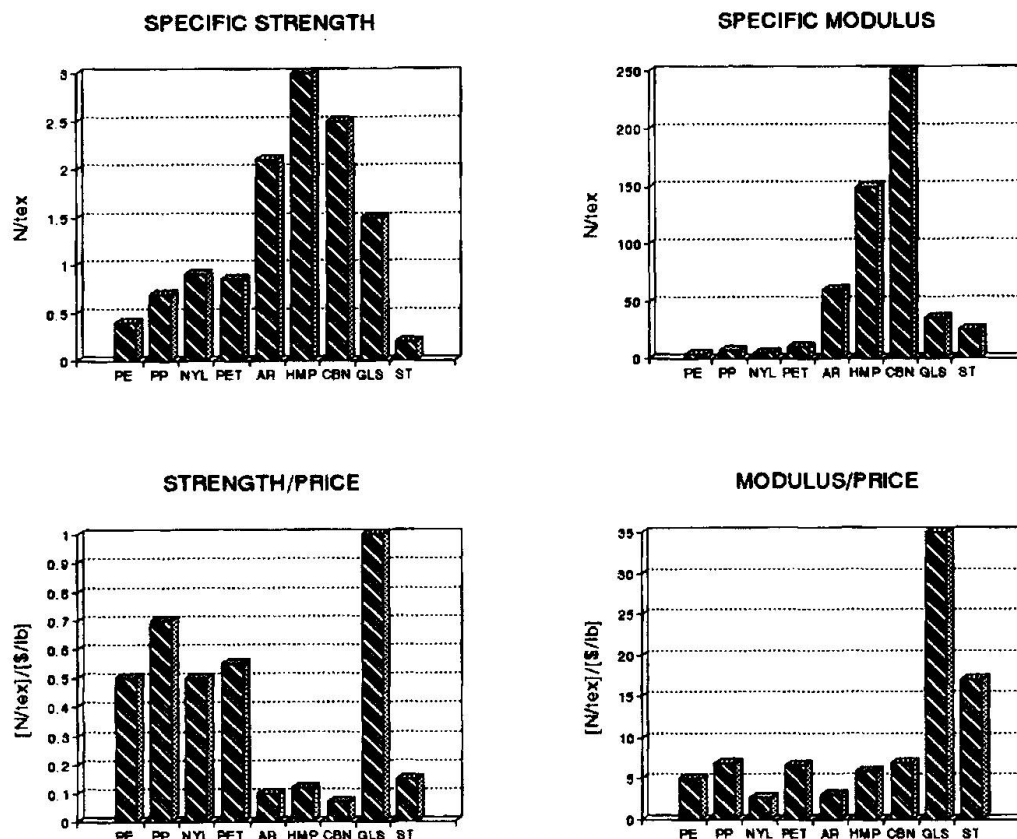 SPECIFIC STRENGTH
N/tex
3
2.5
2
1.5
1
0.5
0
PE PP NYL PET AR HMP CBN GLS ST
SPECIFIC MODULUS
N/tex
250
200
150
100
50
0
PE PP NYL PET AR HMP CBN GLS ST
STRENGTH/PRICE
[N/tex]/[$/lb]
1
0.9
0.8
0.7
0.6
0.5
0.4
0.3
0.2
0.1
0
PE PP NYL PET AR HMP CBN GLS ST
MODULUS/PRICE
[N/tex]/[$/lb]
35
30
25
20
15
10
5
0
PE PP NYL PET AR HMP CBN GLS ST